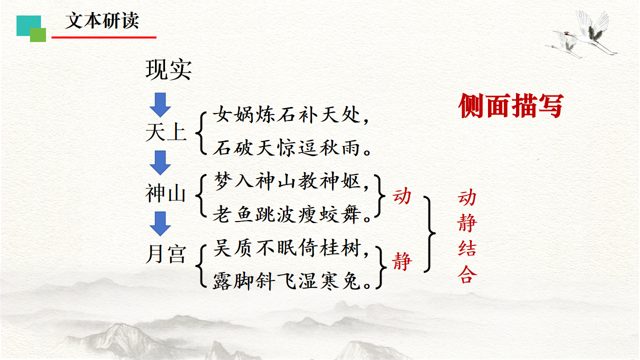 文本研读
现实
侧面描写
天上
女娲炼石补天处，
石破天惊逗秋雨。
神山
梦入神山教神妪，
老鱼跳波瘦蛟舞。
动
月宫
吴质不眠倚桂树，
露脚斜飞湿寒兔。
静
动静结合